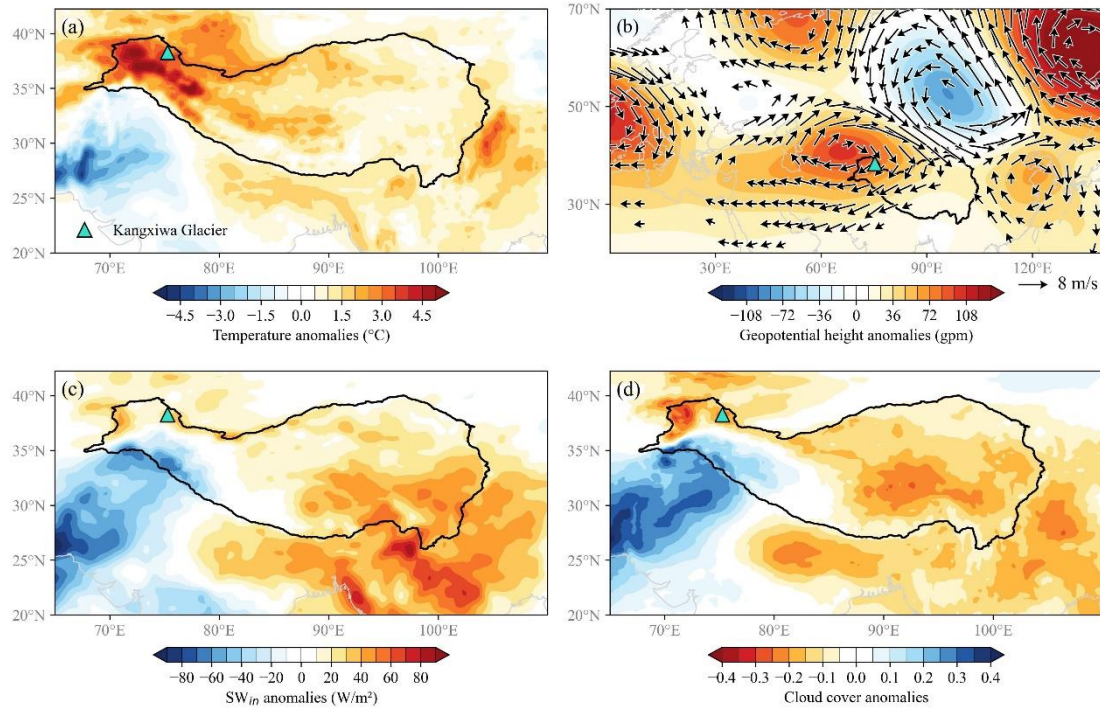 (a)
40°N
35°N
30°N
25°N
20°N
70°E
80°E
90°E
100°E
Kangxiwa Glacier
−4.5
−3.0
−1.5
0.0
1.5
3.0
4.5
Temperature anomalies (°C)
(b)
70°N
50°N
30°N
30°E
60°E
90°E
120°E
8 m/s
−108
−72
−36
0
36
72
108
Geopotential height anomalies (gpm)
(c)
40°N
35°N
30°N
25°N
20°N
70°E
80°E
90°E
100°E
−80
−60
−40
−20
0
20
40
60
80
SWin anomalies (W/m²)
(d)
40°N
35°N
30°N
25°N
20°N
70°E
80°E
90°E
100°E
−0.4
−0.3
−0.2
−0.1
0.0
0.1
0.2
0.3
0.4
Cloud cover anomalies